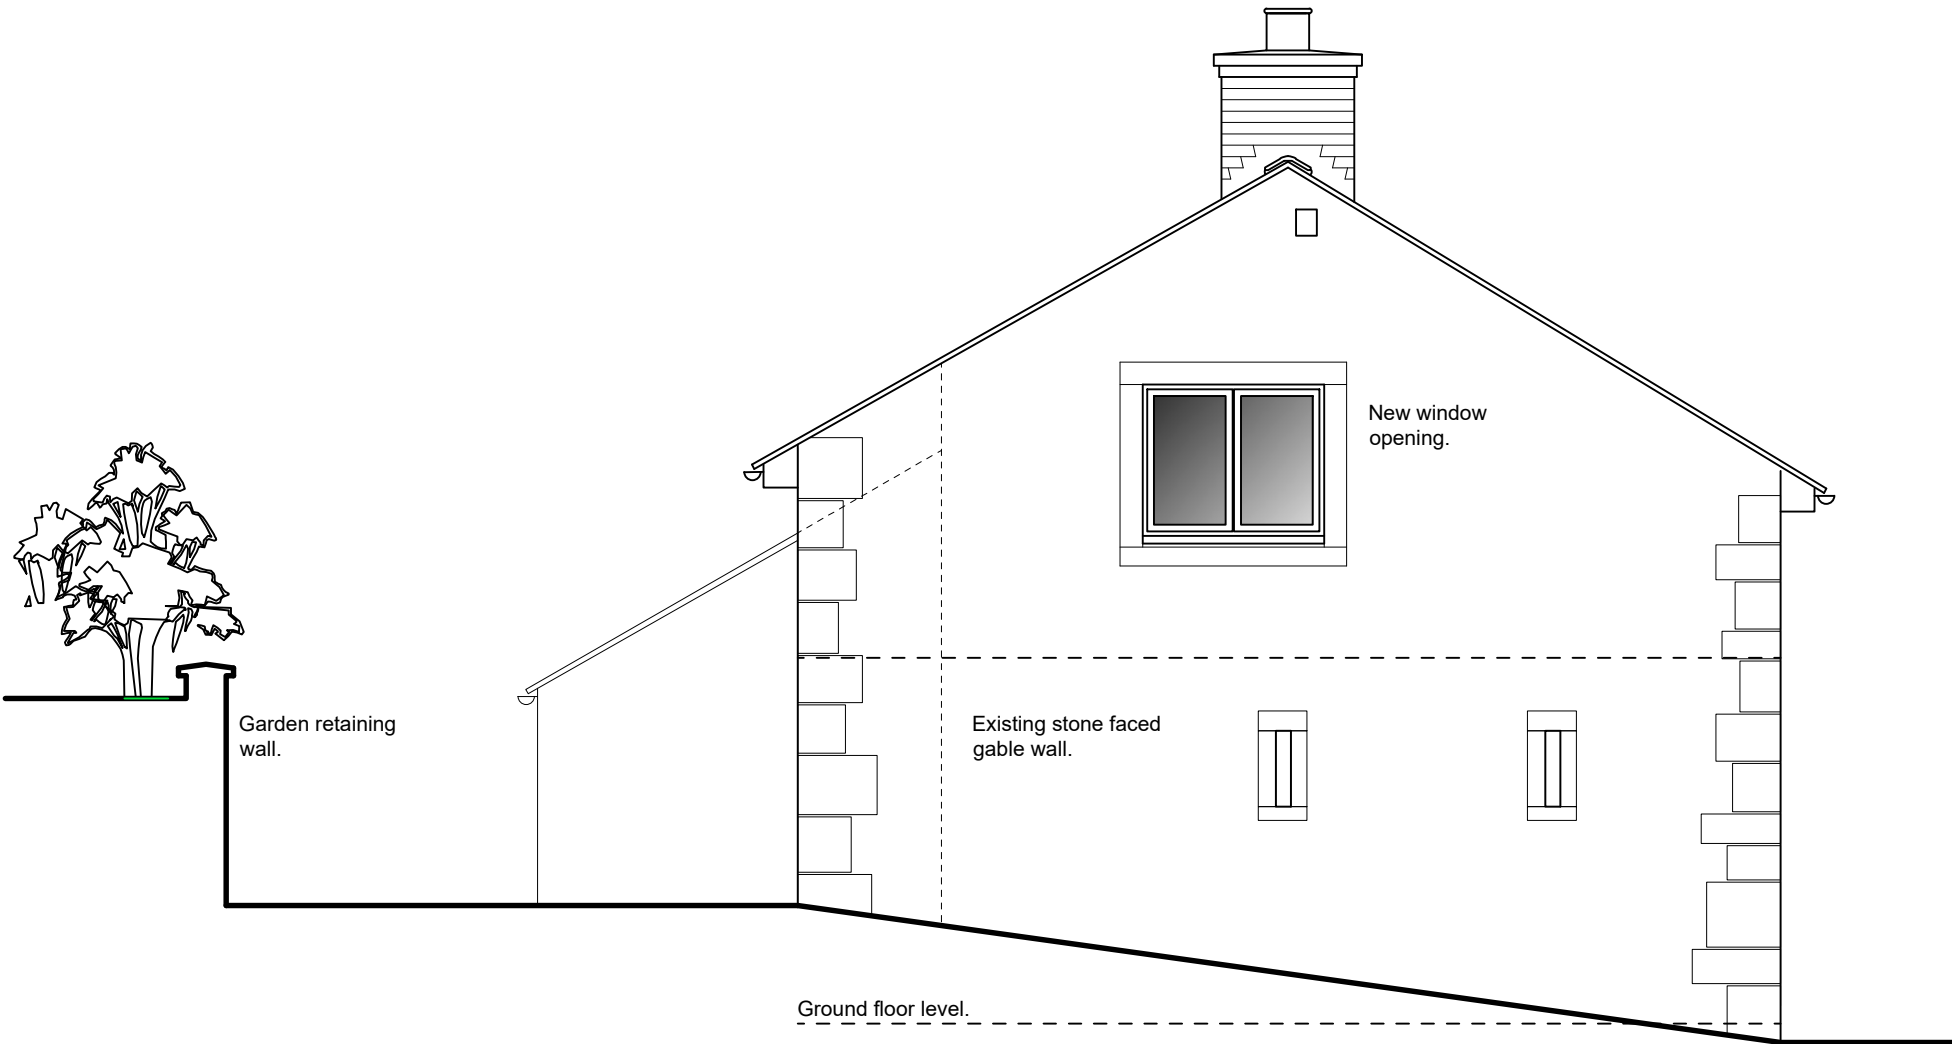 New window
opening.
Garden retaining
wall.
Existing stone faced
gable wall.
Ground floor level.